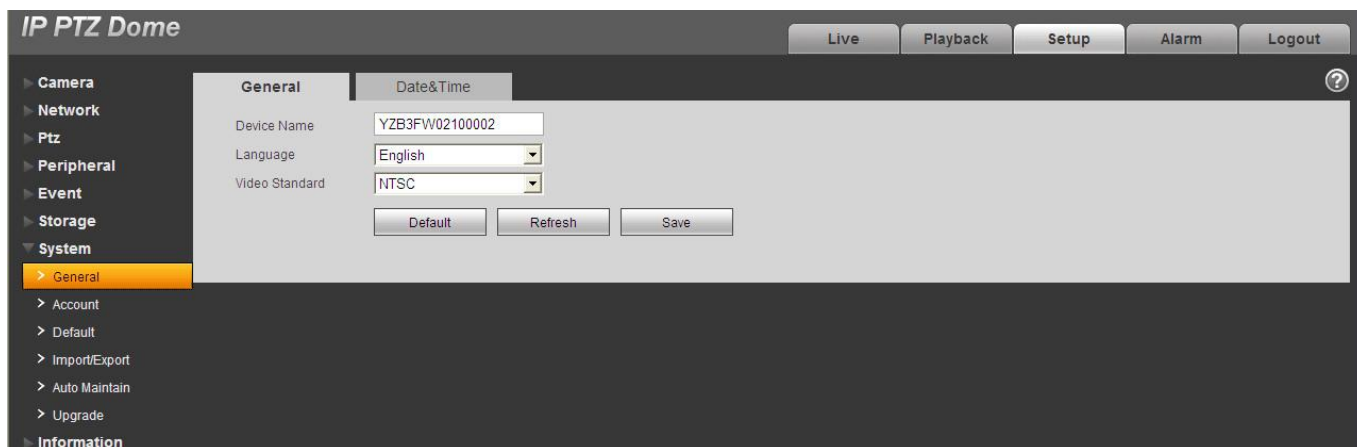 IP PTZ Dome
Live Playback Setup Alarm Logout
Camera
Network
Ptz
Peripheral
Event
Storage
System
General
Account
Default
Import/Export
Auto Maintain
Upgrade
Information
General Date&Time
?
Device Name YZB3FW02100002
Language English
Video Standard NTSC
Default Refresh Save